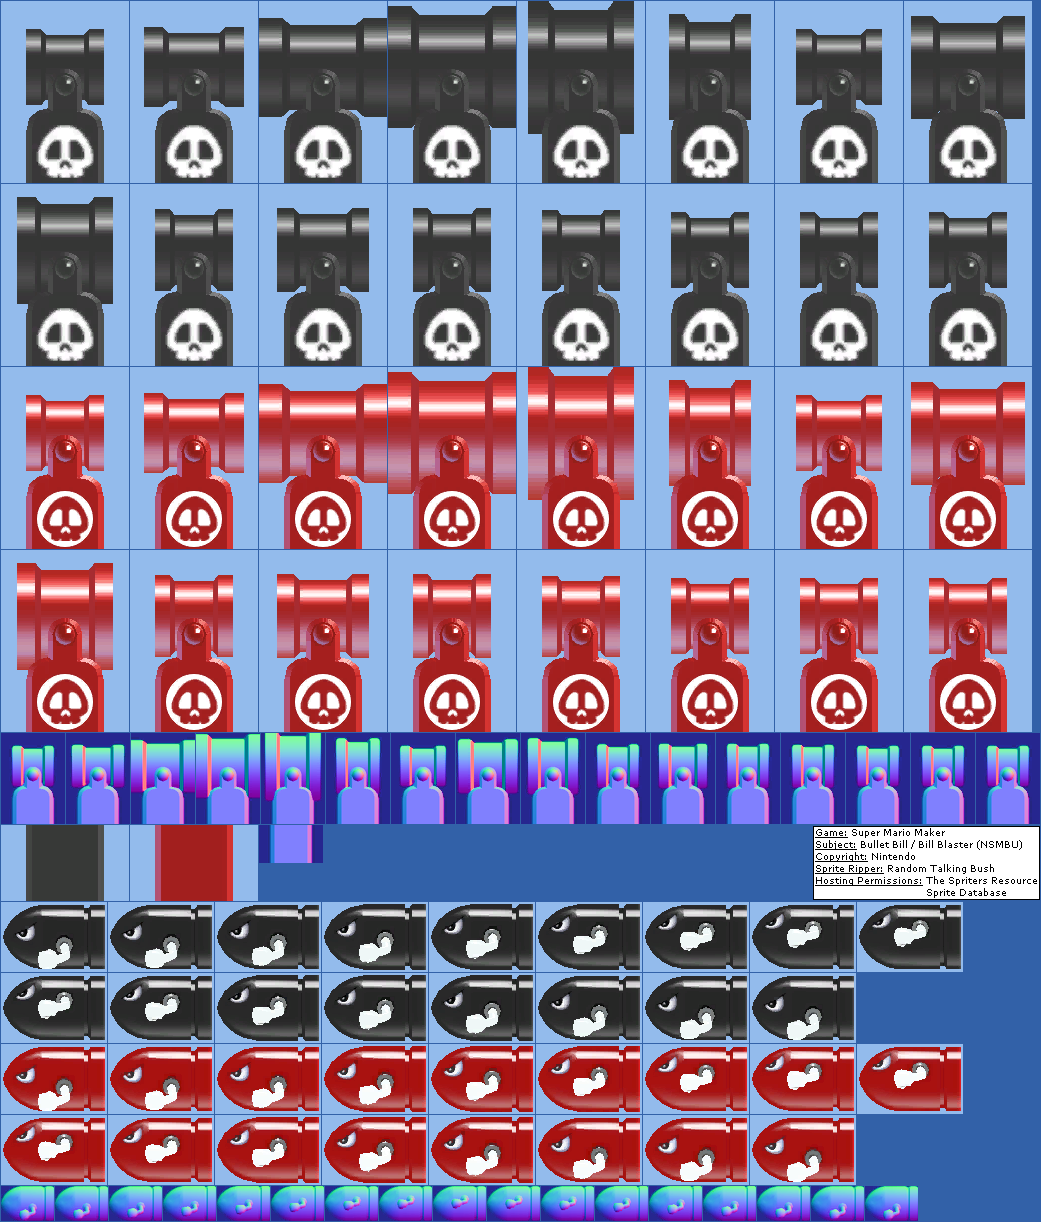 Game: Super Mario Maker
Subject: Bullet Bill / Bill Blaster (NSMBU)
Copyright: Nintendo
Sprite Ripper: Random Talking Bush
Hosting Permissions: The Spriters Resource
Sprite Database